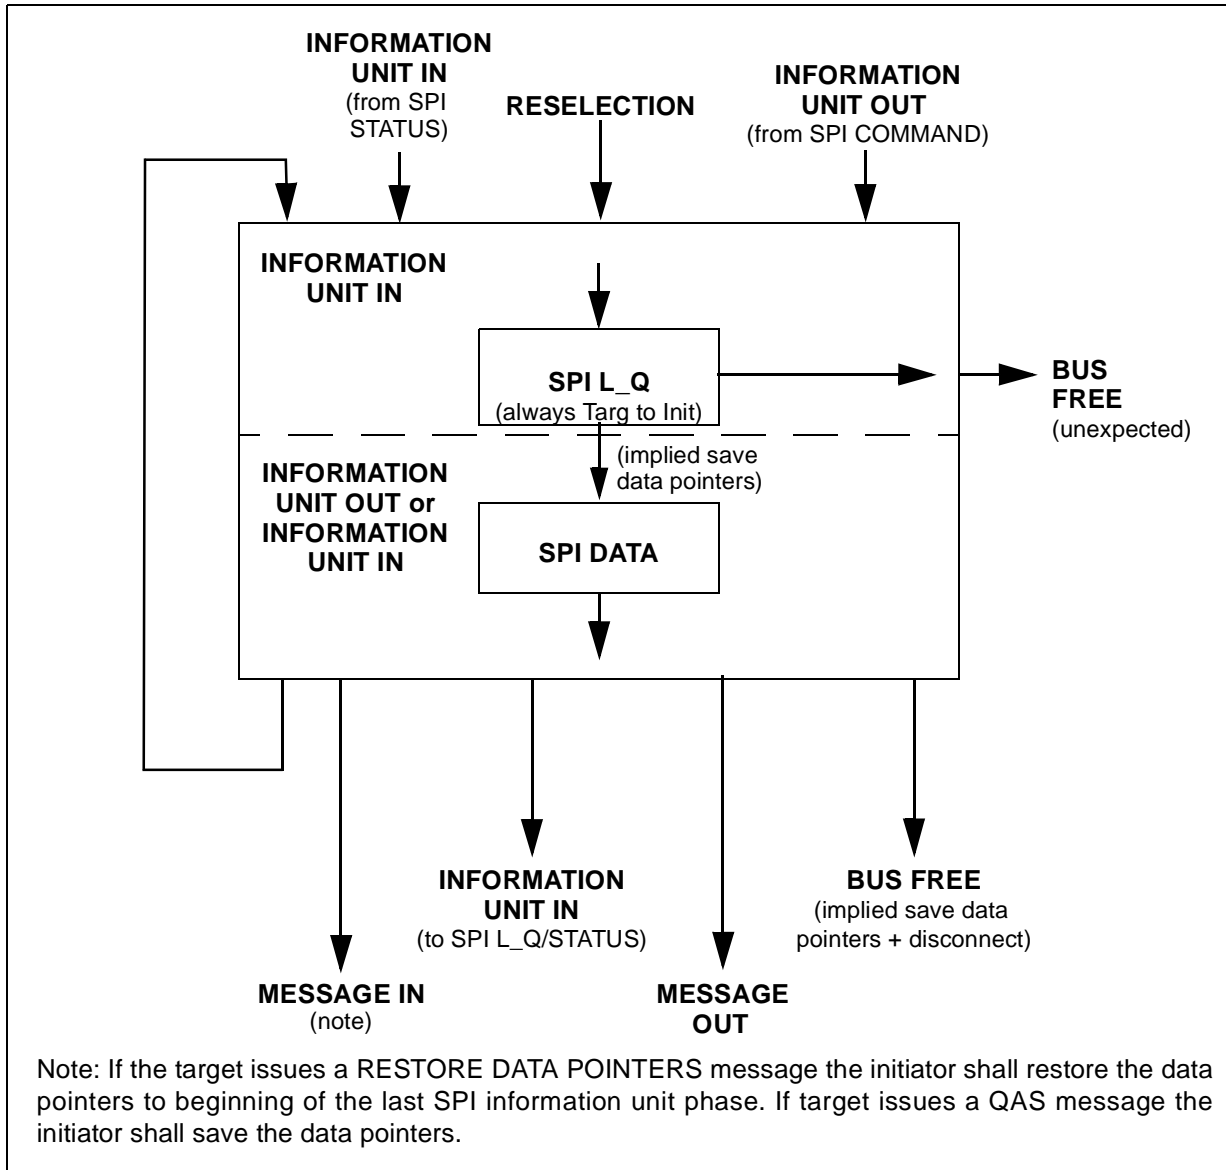 INFORMATION
UNIT IN
(from SPI
STATUS)
RESELECTION
INFORMATION
UNIT OUT
(from SPI COMMAND)
INFORMATION
UNIT IN
SPI L_Q
(always Targ to Init)
BUS
FREE
(unexpected)
(implied save
data pointers)
INFORMATION
UNIT OUT or
INFORMATION
UNIT IN
SPI DATA
INFORMATION
UNIT IN
(to SPI L_Q/STATUS)
BUS FREE
(implied save data
pointers + disconnect)
MESSAGE IN
(note)
MESSAGE
OUT
Note: If the target issues a RESTORE DATA POINTERS message the initiator shall restore the data
pointers to beginning of the last SPI information unit phase. If target issues a QAS message the
initiator shall save the data pointers.